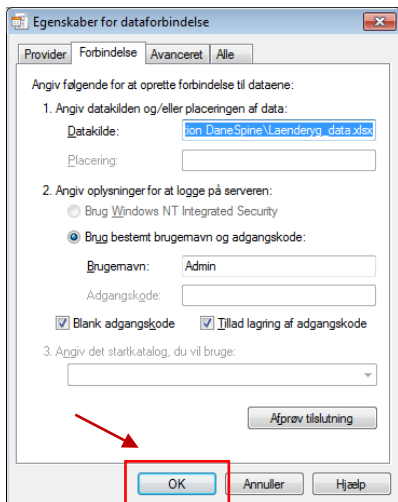 Egenskaber for dataforbindelse
Provider Forbindelse Avanceret Alle
Angiv følgende for at oprette forbindelse til dataene:
1. Angiv datakilden og/eller placeringen af data:
Datakilde: tion DaneSpine\Laenderyg_data.xlsx
Placering:
2. Angiv oplysninger for at logge på serveren:
Brug Windows NT Integrated Security
Brug bestemt brugernavn og adgangskode:
Brugernavn: Admin
Adgangskode:
Blank adgangskode Tillad lagring af adgangskode
3. Angiv det startkatalog, du vil bruge:
Afprøv tilslutning
OK Annuller Hjælp